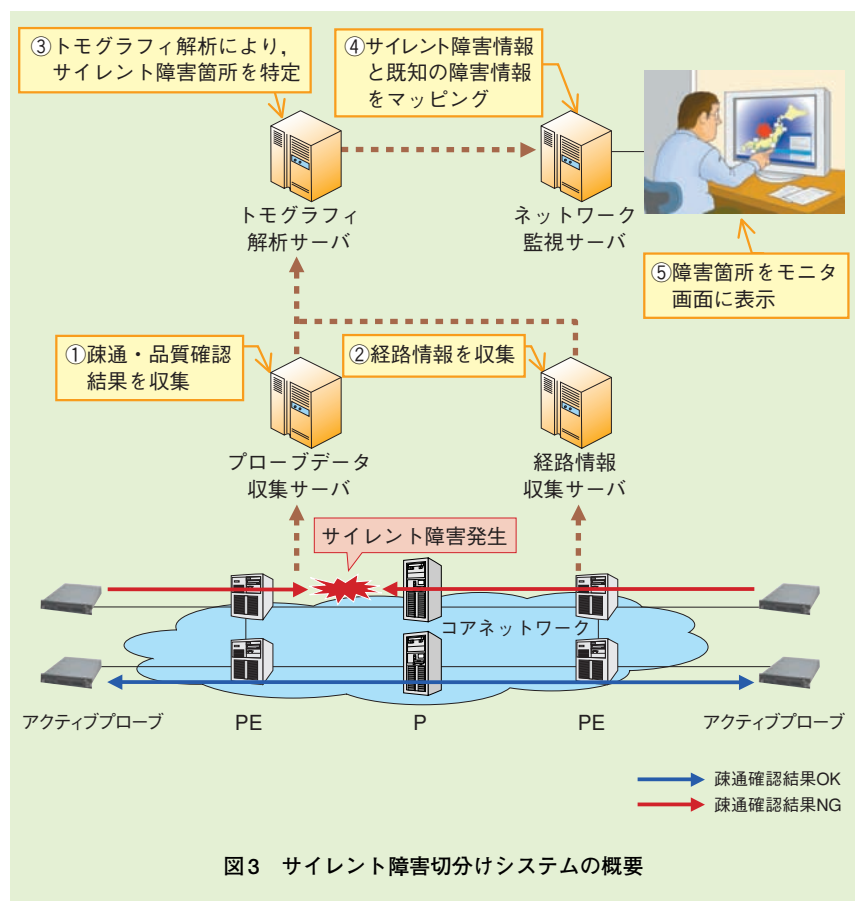 ③トモグラフィ解析により，
サイレント障害箇所を特定
④サイレント障害情報
と既知の障害情報
をマッピング
トモグラフィ
解析サーバ
ネットワーク
監視サーバ
⑤障害箇所をモニタ
画面に表示
①疎通・品質確認
結果を収集
②経路情報を収集
プローブデータ
収集サーバ
経路情報
収集サーバ
サイレント障害発生
コアネットワーク
アクティブプローブ
PE
P
PE
アクティブプローブ
疎通確認結果OK
疎通確認結果NG
図3 サイレント障害切分けシステムの概要